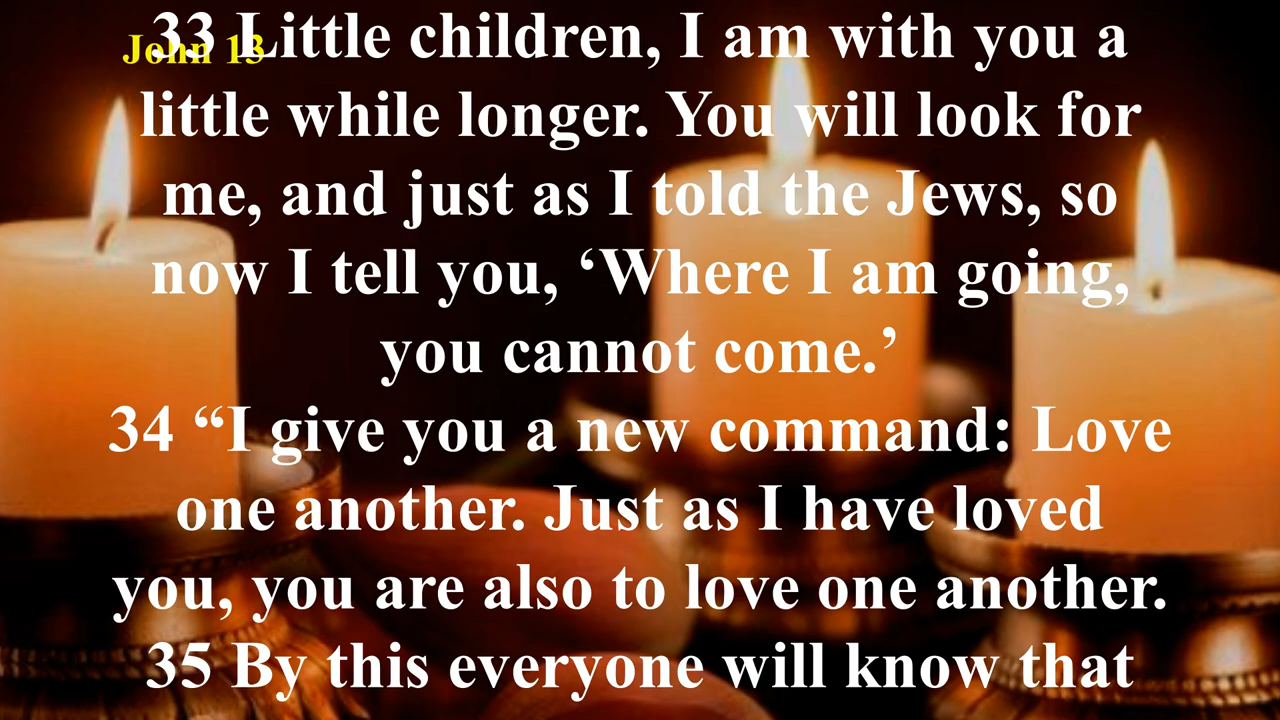 John 13
33 Little children, I am with you a
little while longer. You will look for
me, and just as I told the Jews, so
now I tell you, ‘Where I am going,
you cannot come.’
34 “I give you a new command: Love
one another. Just as I have loved
you, you are also to love one another.
35 By this everyone will know that